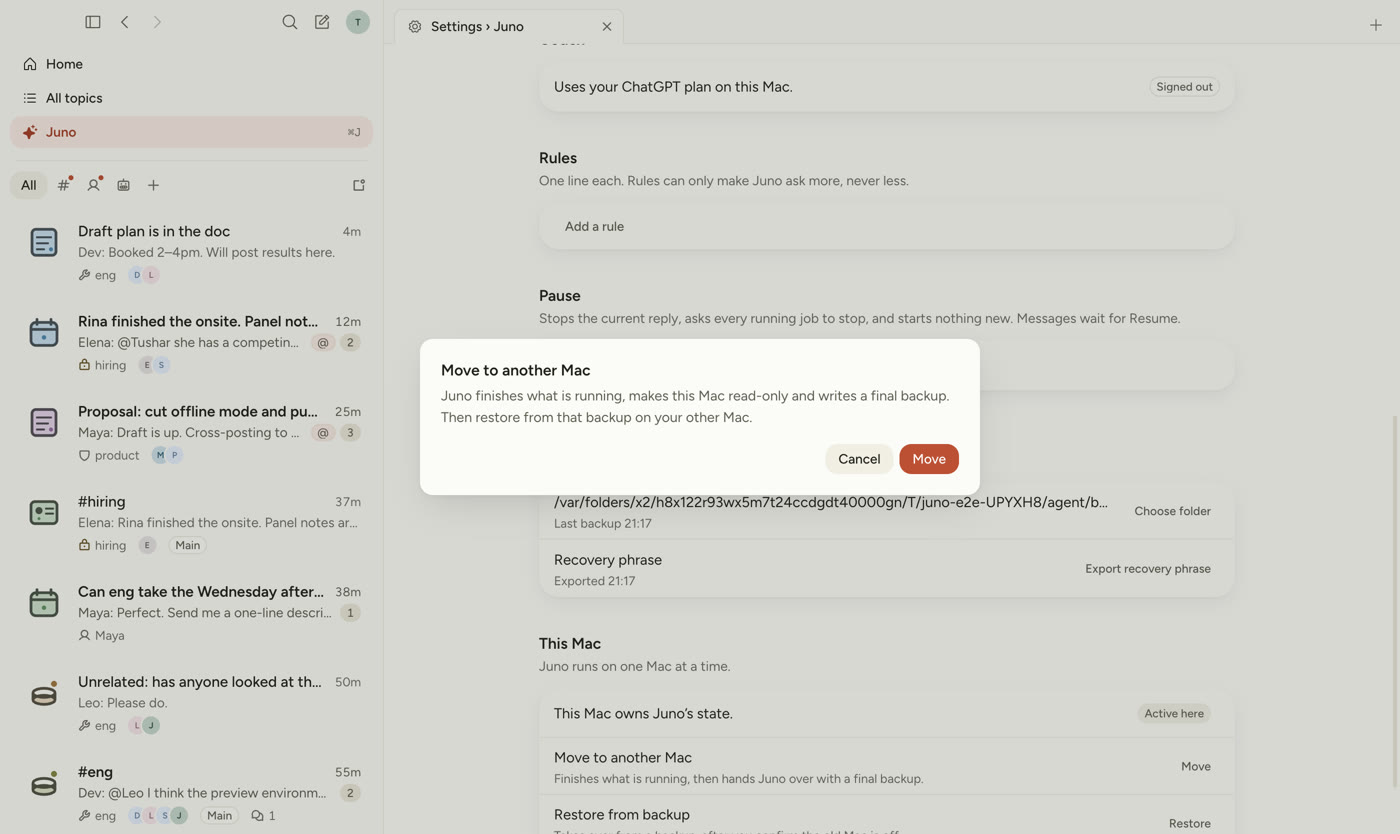 T
Settings › Juno
Home
All topics
Juno
⌘J
All
Draft plan is in the doc
4m
Dev: Booked 2–4pm. Will post results here.
eng
D
L
Rina finished the onsite. Panel not...
12m
Elena: @Tushar she has a competin...
@
2
hiring
E
S
Proposal: cut offline mode and pu...
25m
Maya: Draft is up. Cross-posting to ...
@
3
product
M
P
#hiring
37m
Elena: Rina finished the onsite. Panel notes ar...
hiring
E
Main
Can eng take the Wednesday after...
38m
Maya: Perfect. Send me a one-line descri...
1
Maya
Unrelated: has anyone looked at th...
50m
Leo: Please do.
eng
L
J
#eng
55m
Dev: @Leo I think the preview environm...
2
eng
D
L
S
J
Main
1
Uses your ChatGPT plan on this Mac.
Signed out
Rules
One line each. Rules can only make Juno ask more, never less.
Add a rule
Pause
Stops the current reply, asks every running job to stop, and starts nothing new. Messages wait for Resume.
Move to another Mac
Juno finishes what is running, makes this Mac read-only and writes a final backup.
Then restore from that backup on your other Mac.
Cancel
Move
/var/folders/x2/h8x122r93wx5m7t24ccdgdt40000gn/T/juno-e2e-UPYXH8/agent/b...
Last backup 21:17
Choose folder
Recovery phrase
Exported 21:17
Export recovery phrase
This Mac
Juno runs on one Mac at a time.
This Mac owns Juno’s state.
Active here
Move to another Mac
Finishes what is running, then hands Juno over with a final backup.
Move
Restore from backup
Restore